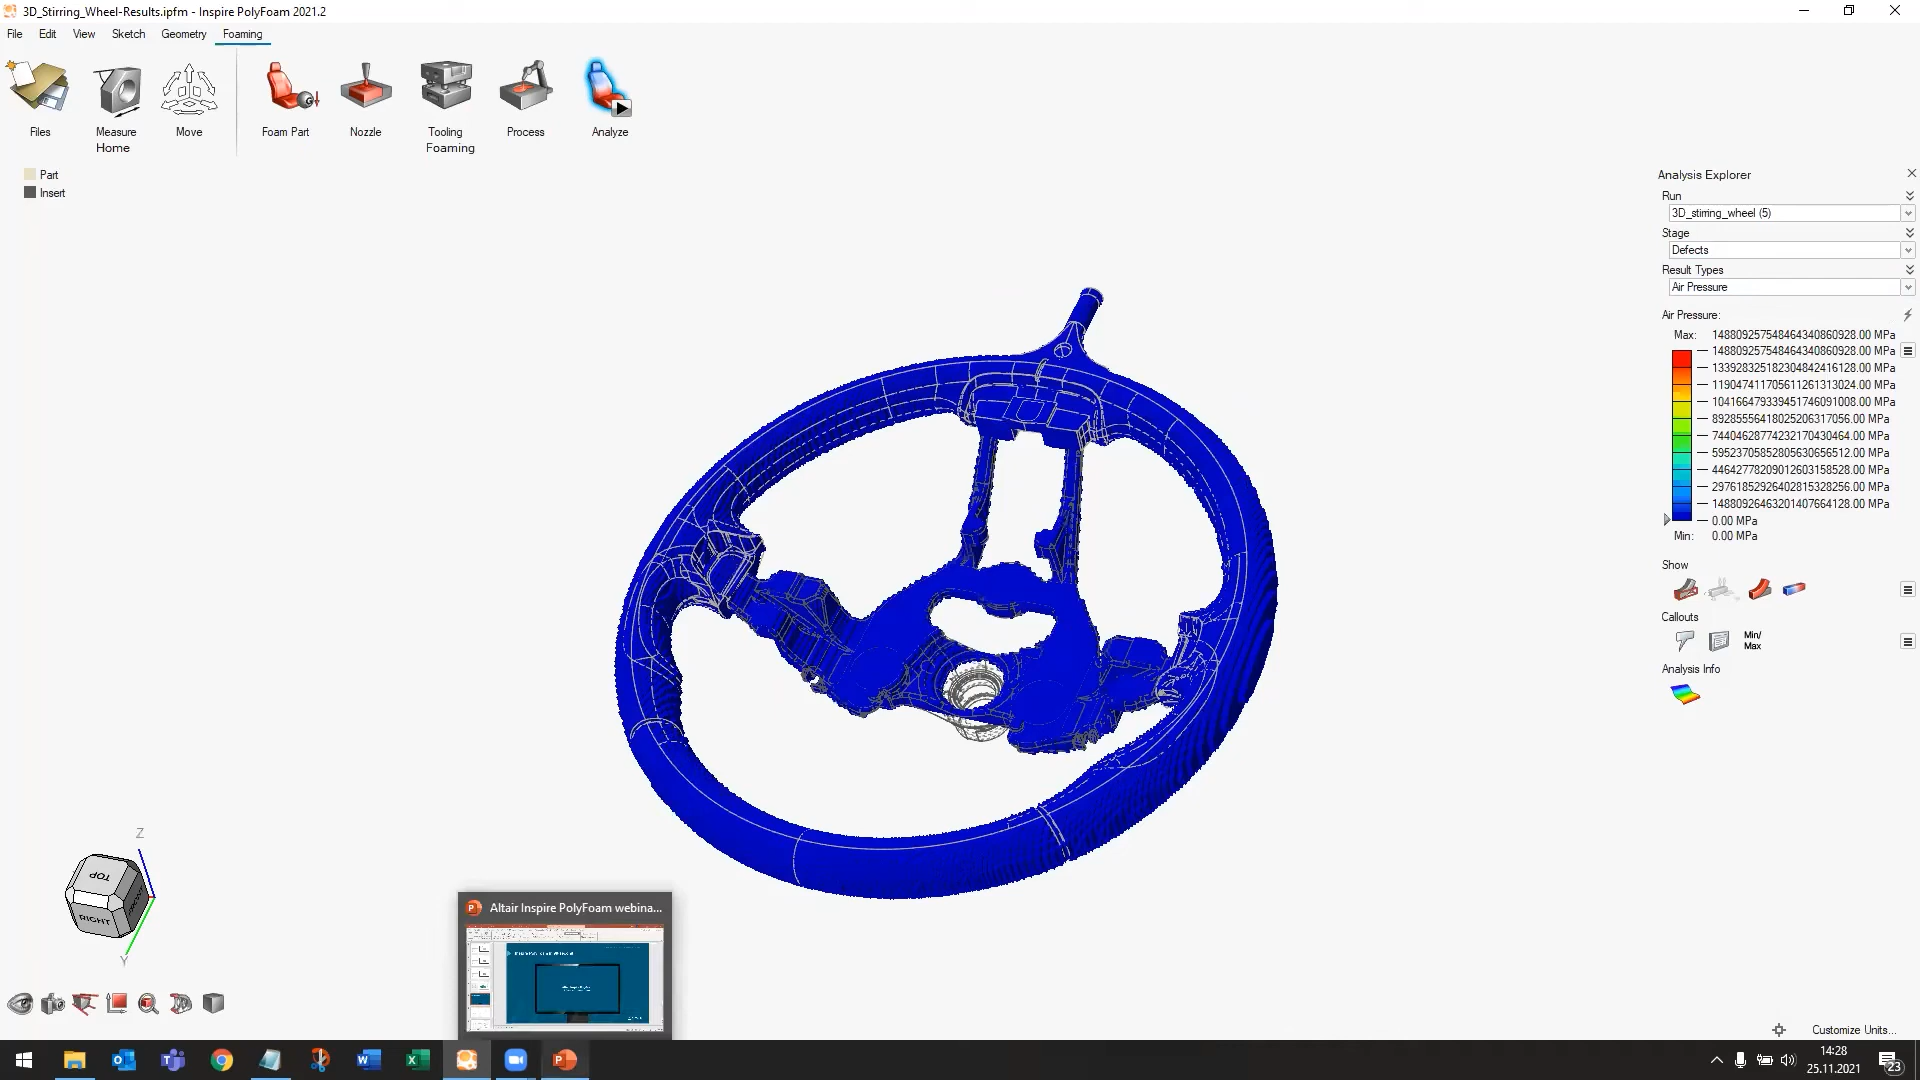 3D_Stirring_Wheel-Results.ipfm - Inspire PolyFoam 2021.2
File Edit View Sketch Geometry Foaming
Files Measure Move Foam Part Nozzle Tooling Process Analyze
Home Foaming
Part
Insert
Analysis Explorer
Run
3D_stirring_wheel (5)
Stage
Defects
Result Types
Air Pressure
Air Pressure:
Max: 148809257548464340860928.00 MPa
148809257548464340860928.00 MPa
133928325182304842416128.00 MPa
119047411705611261313024.00 MPa
104166479339451746091008.00 MPa
89285556418025206317056.00 MPa
74404628774232170430464.00 MPa
59523705852805630656512.00 MPa
44642778209012603158528.00 MPa
29761852926402815328256.00 MPa
14880926463201407664128.00 MPa
0.00 MPa
Min: 0.00 MPa
Show
Callouts
Min/
Max
Analysis Info
Z
TOP
RIGHT
Y
Altair Inspire PolyFoam webina...
Customize Units...
14:28
25.11.2021
23